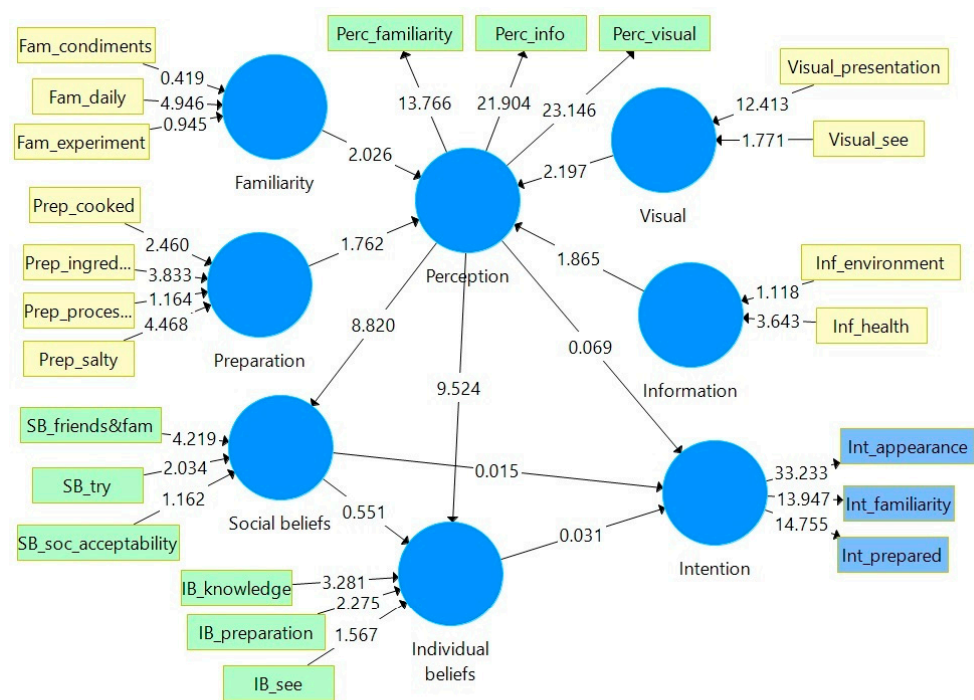 Perc_familiarity
Perc_info
Perc_visual
Fam_condiments
0.419
Fam_daily
4.946
Fam_experiment
0.945
Familiarity
2.026
13.766
21.904
23.146
Visual_presentation
12.413
Visual_see
1.771
2.197
Visual
Prep_cooked
2.460
Prep_ingred...
3.833
Prep_proces...
1.164
Prep_salty
4.468
Preparation
1.762
Perception
1.865
Inf_environment
1.118
Inf_health
3.643
Information
8.820
9.524
0.069
SB_friends&fam
4.219
SB_try
2.034
SB_soc_acceptability
1.162
Social beliefs
0.551
0.015
IB_knowledge
3.281
IB_preparation
2.275
IB_see
1.567
Individual
beliefs
0.031
Intention
Int_appearance
33.233
Int_familiarity
13.947
Int_prepared
14.755